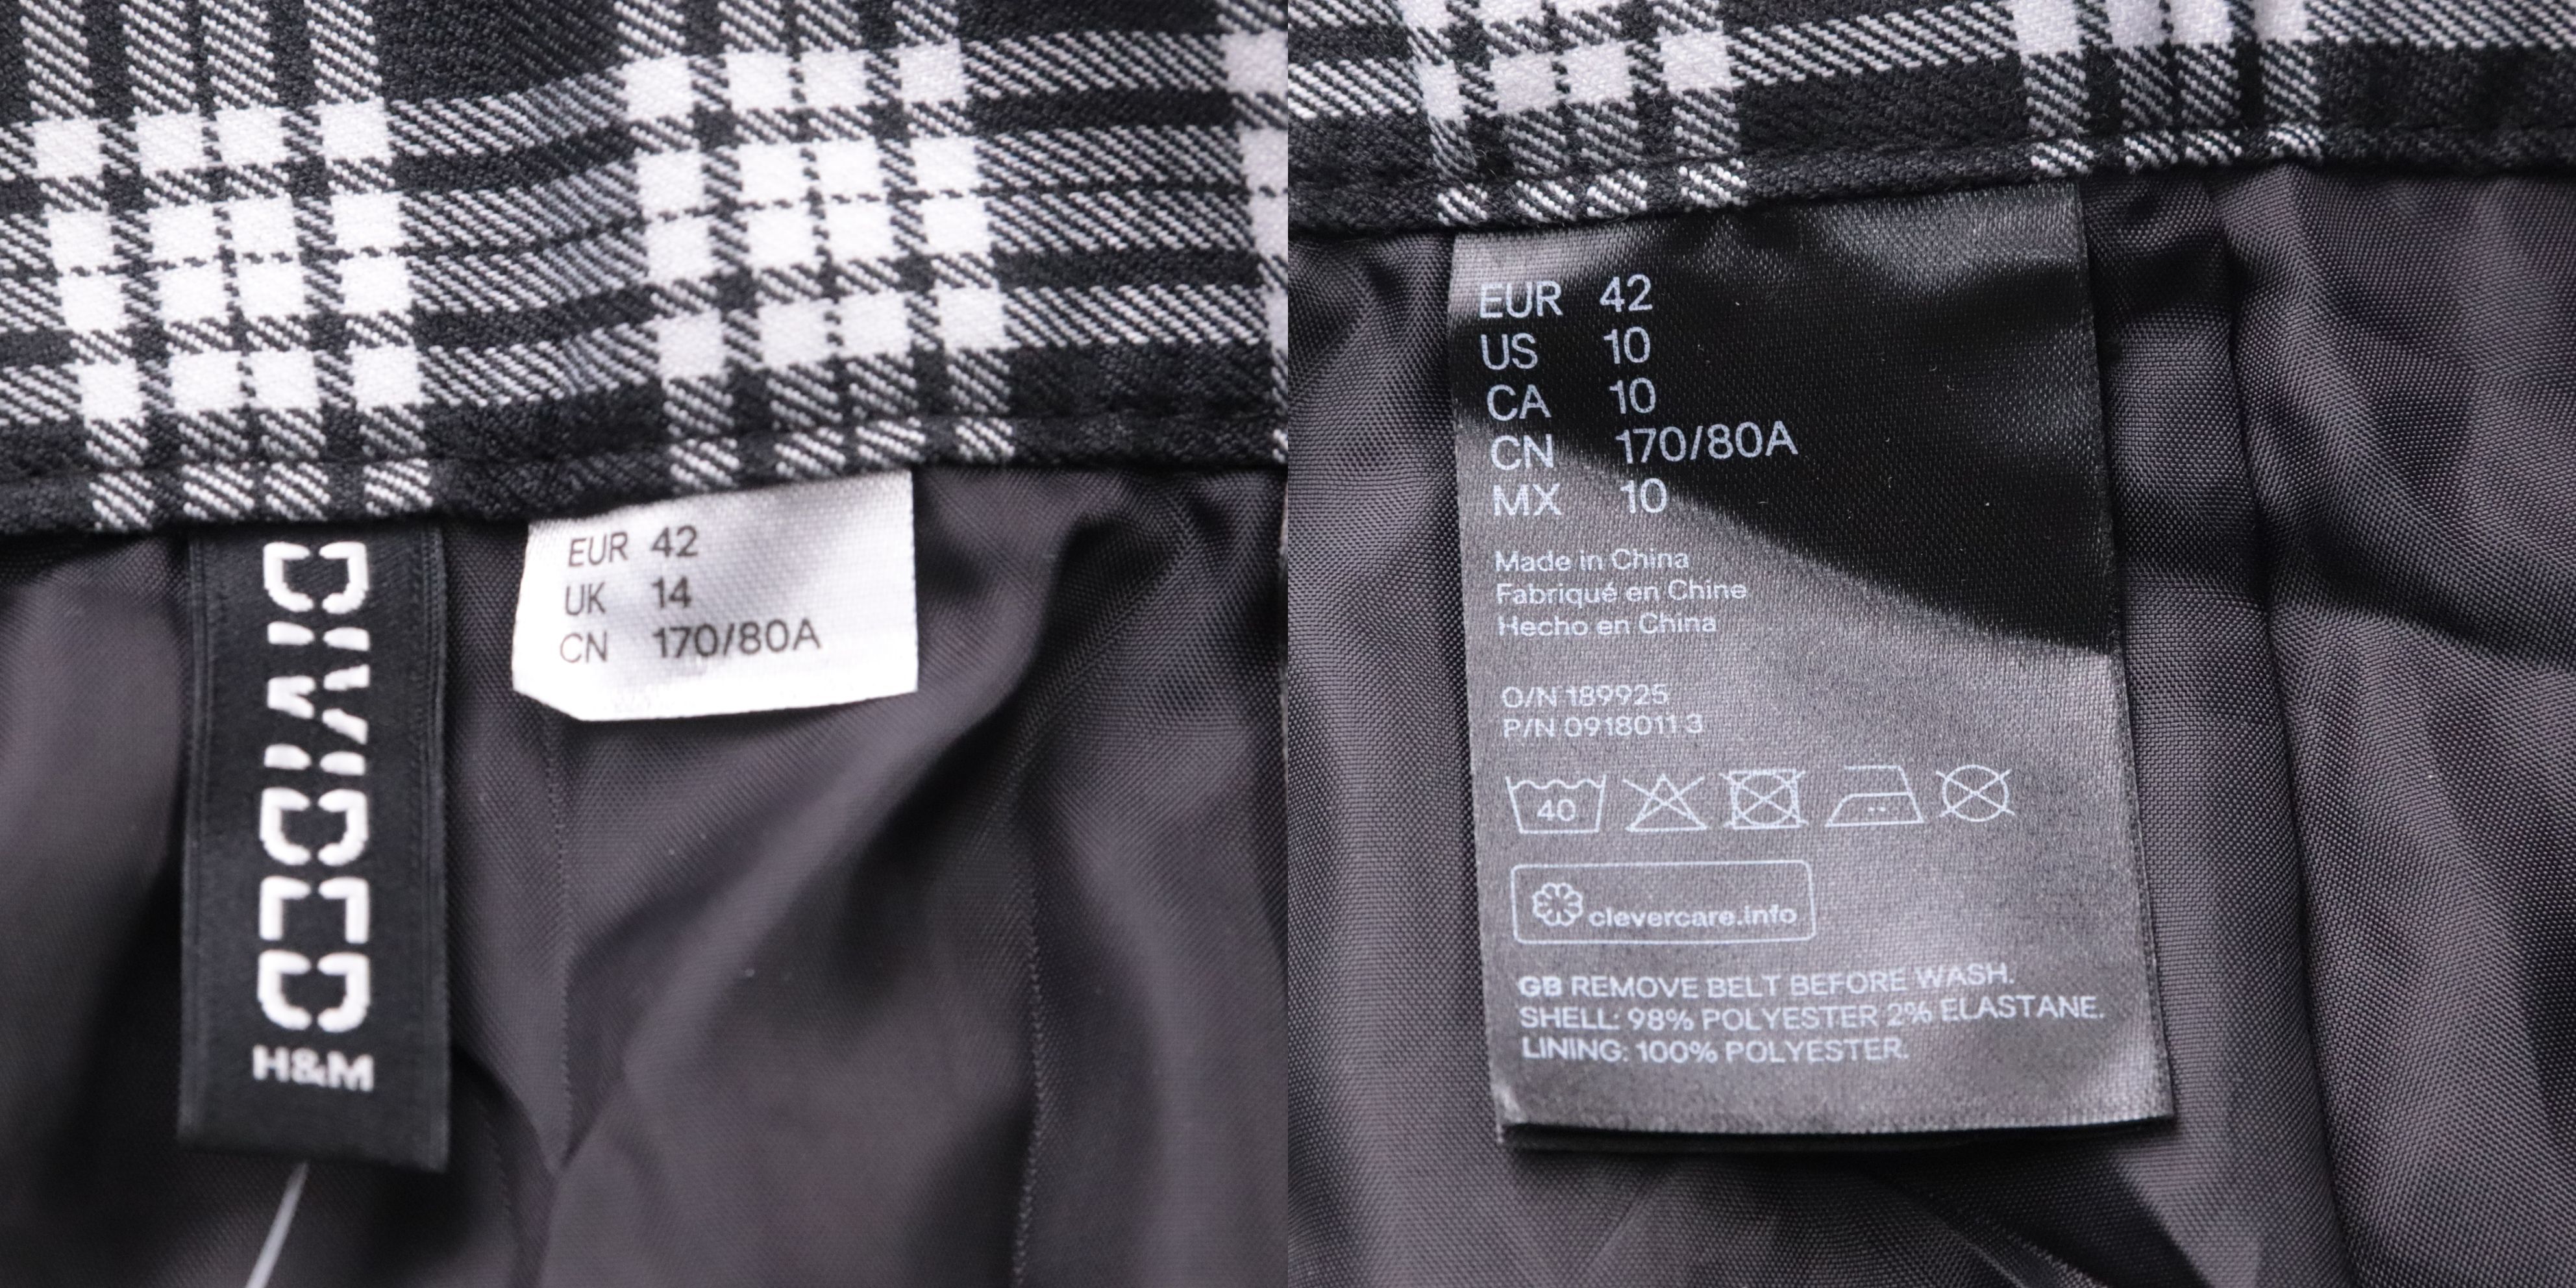 DIVIDED
H&M
EUR 42
UK 14
CN 170/80A
EUR 42
US 10
CA 10
CN 170/80A
MX 10
Made in China
Fabriqué en Chine
Hecho en China
O/N 189925
P/N 0918011 3
40
clevercare.info
GB REMOVE BELT BEFORE WASH.
SHELL: 98% POLYESTER 2% ELASTANE.
LINING: 100% POLYESTER.